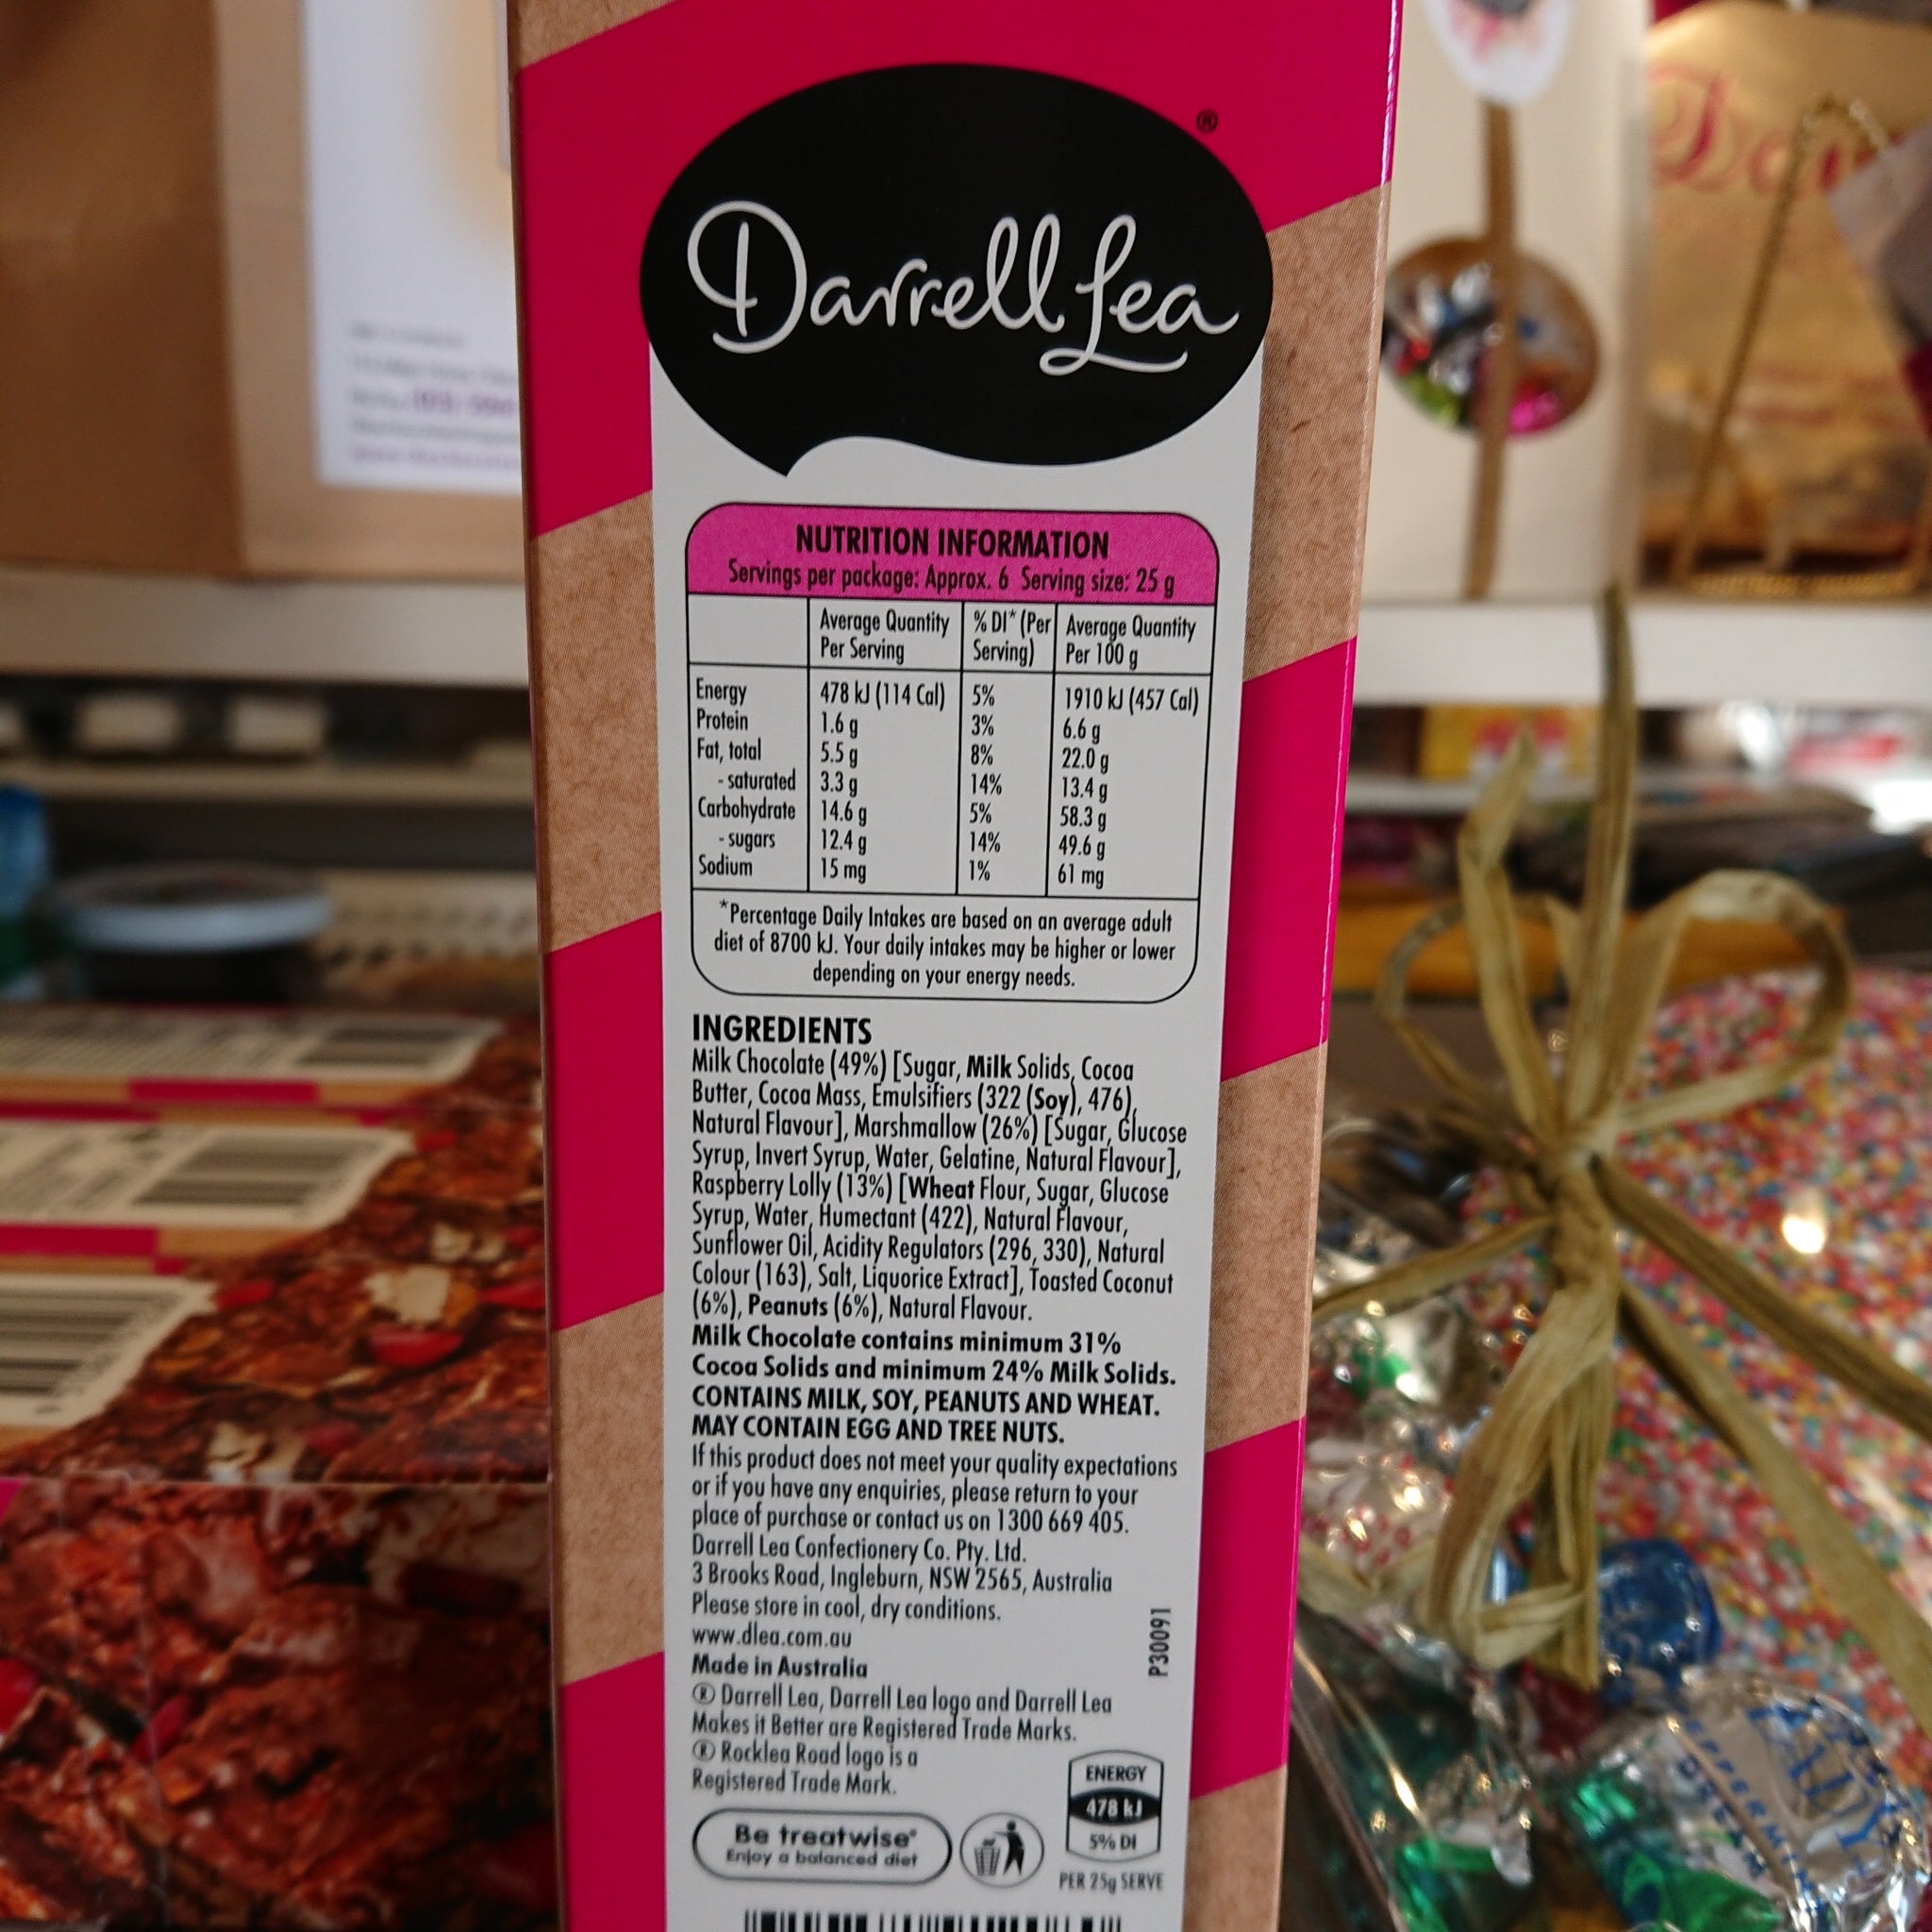 Darrell Lea
®
NUTRITION INFORMATION
Servings per package: Approx. 6 Serving size: 25 g
Average Quantity Per Serving % DI* (Per Serving) Average Quantity Per 100 g
Energy 478 kJ (114 Cal) 5% 1910 kJ (457 Cal)
Protein 1.6 g 3% 6.6 g
Fat, total 5.5 g 8% 22.0 g
- saturated 3.3 g 14% 13.4 g
Carbohydrate 14.6 g 5% 58.3 g
- sugars 12.4 g 14% 49.6 g
Sodium 15 mg 1% 61 mg
*Percentage Daily Intakes are based on an average adult
diet of 8700 kJ. Your daily intakes may be higher or lower
depending on your energy needs.
INGREDIENTS
Milk Chocolate (49%) [Sugar, Milk Solids, Cocoa
Butter, Cocoa Mass, Emulsifiers (322 (Soy), 476),
Natural Flavour], Marshmallow (26%) [Sugar, Glucose
Syrup, Invert Syrup, Water, Gelatine, Natural Flavour],
Raspberry Lolly (13%) [Wheat Flour, Sugar, Glucose
Syrup, Water, Humectant (422), Natural Flavour,
Sunflower Oil, Acidity Regulators (296, 330), Natural
Colour (163), Salt, Liquorice Extract], Toasted Coconut
(6%), Peanuts (6%), Natural Flavour.
Milk Chocolate contains minimum 31%
Cocoa Solids and minimum 24% Milk Solids.
CONTAINS MILK, SOY, PEANUTS AND WHEAT.
MAY CONTAIN EGG AND TREE NUTS.
If this product does not meet your quality expectations
or if you have any enquiries, please return to your
place of purchase or contact us on 1300 669 405.
Darrell Lea Confectionery Co. Pty. Ltd.
3 Brooks Road, Ingleburn, NSW 2565, Australia
Please store in cool, dry conditions.
www.dlea.com.au
Made in Australia
P30091
® Darrell Lea, Darrell Lea logo and Darrell Lea
Makes it Better are Registered Trade Marks.
® Rocklea Road logo is a
Registered Trade Mark.
ENERGY
478 kJ
5% DI
PER 25g SERVE
Be treatwise®
Enjoy a balanced diet